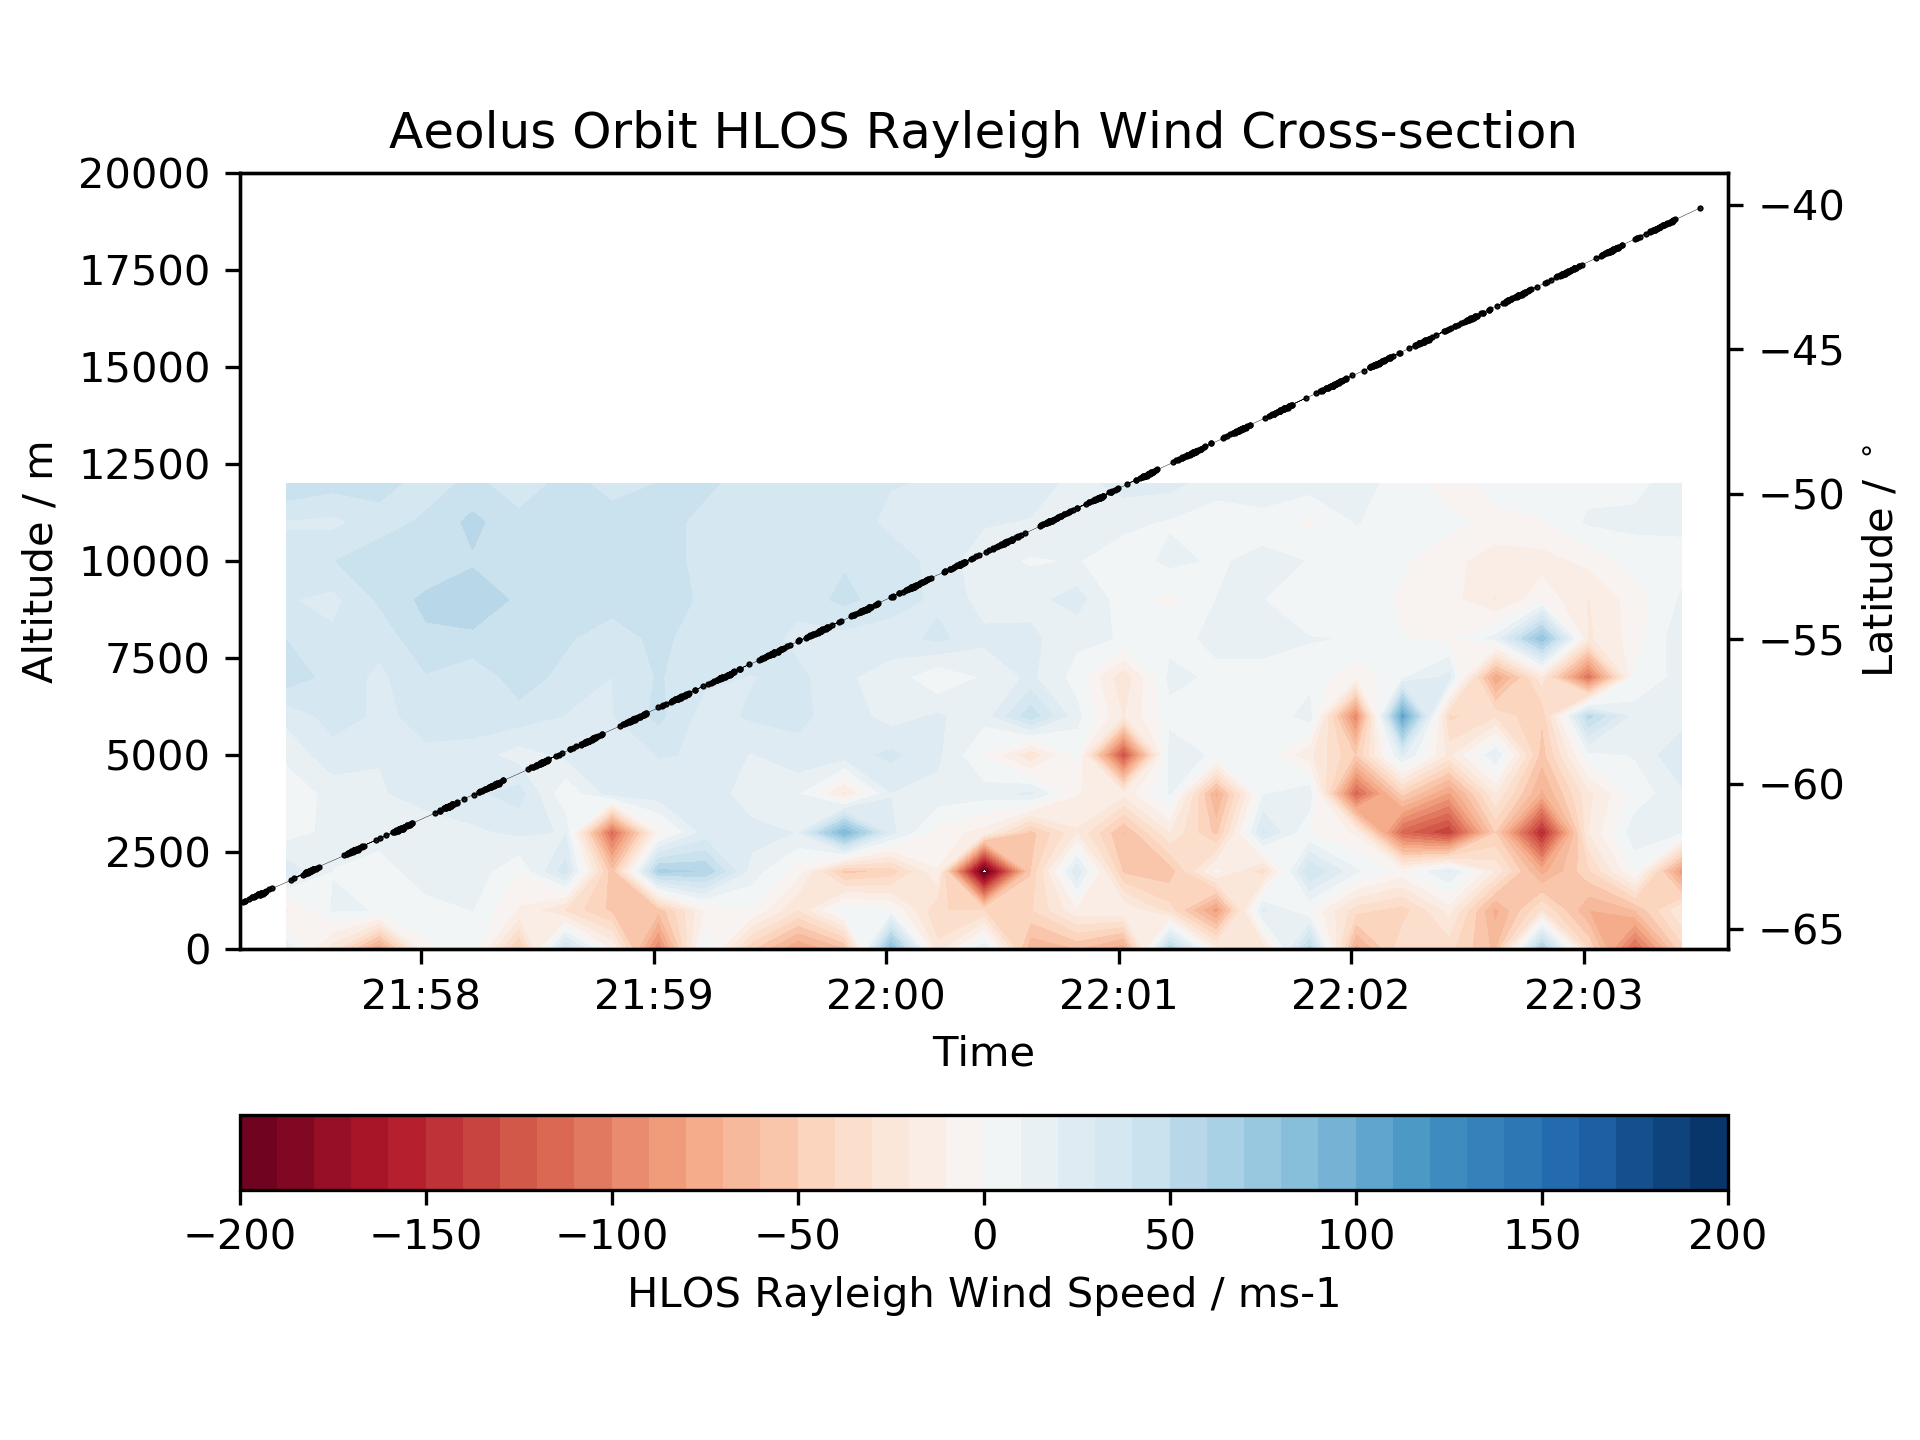 Aeolus Orbit HLOS Rayleigh Wind Cross-section
20000
17500
15000
12500
10000
7500
5000
2500
0
Altitude / m
−40
−45
−50
−55
−60
−65
Latitude / °
21:58 21:59 22:00 22:01 22:02 22:03
Time
−200 −150 −100 −50 0 50 100 150 200
HLOS Rayleigh Wind Speed / ms-1